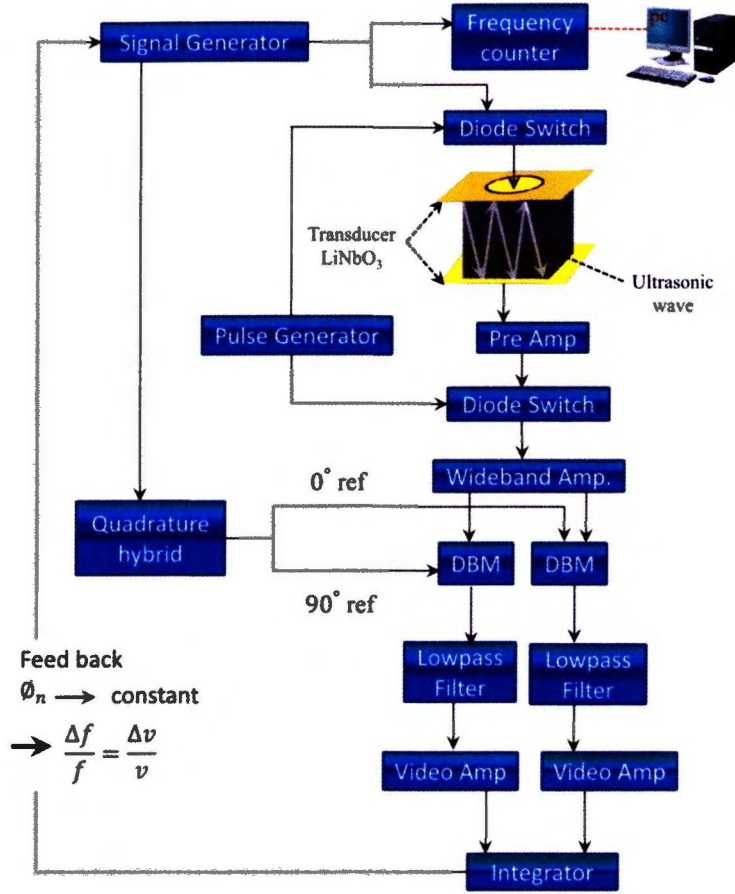 Signal Generator
Frequency
counter
pc
Diode Switch
Transducer
LiNbO₃
Ultrasonic
wave
Pulse Generator
Pre Amp
Diode Switch
Wideband Amp.
0° ref
Quadrature
hybrid
DBM
DBM
90° ref
Feed back
Ø_n → constant
→ Δf/f = Δv/v
Lowpass
Filter
Lowpass
Filter
Video Amp
Video Amp
Integrator